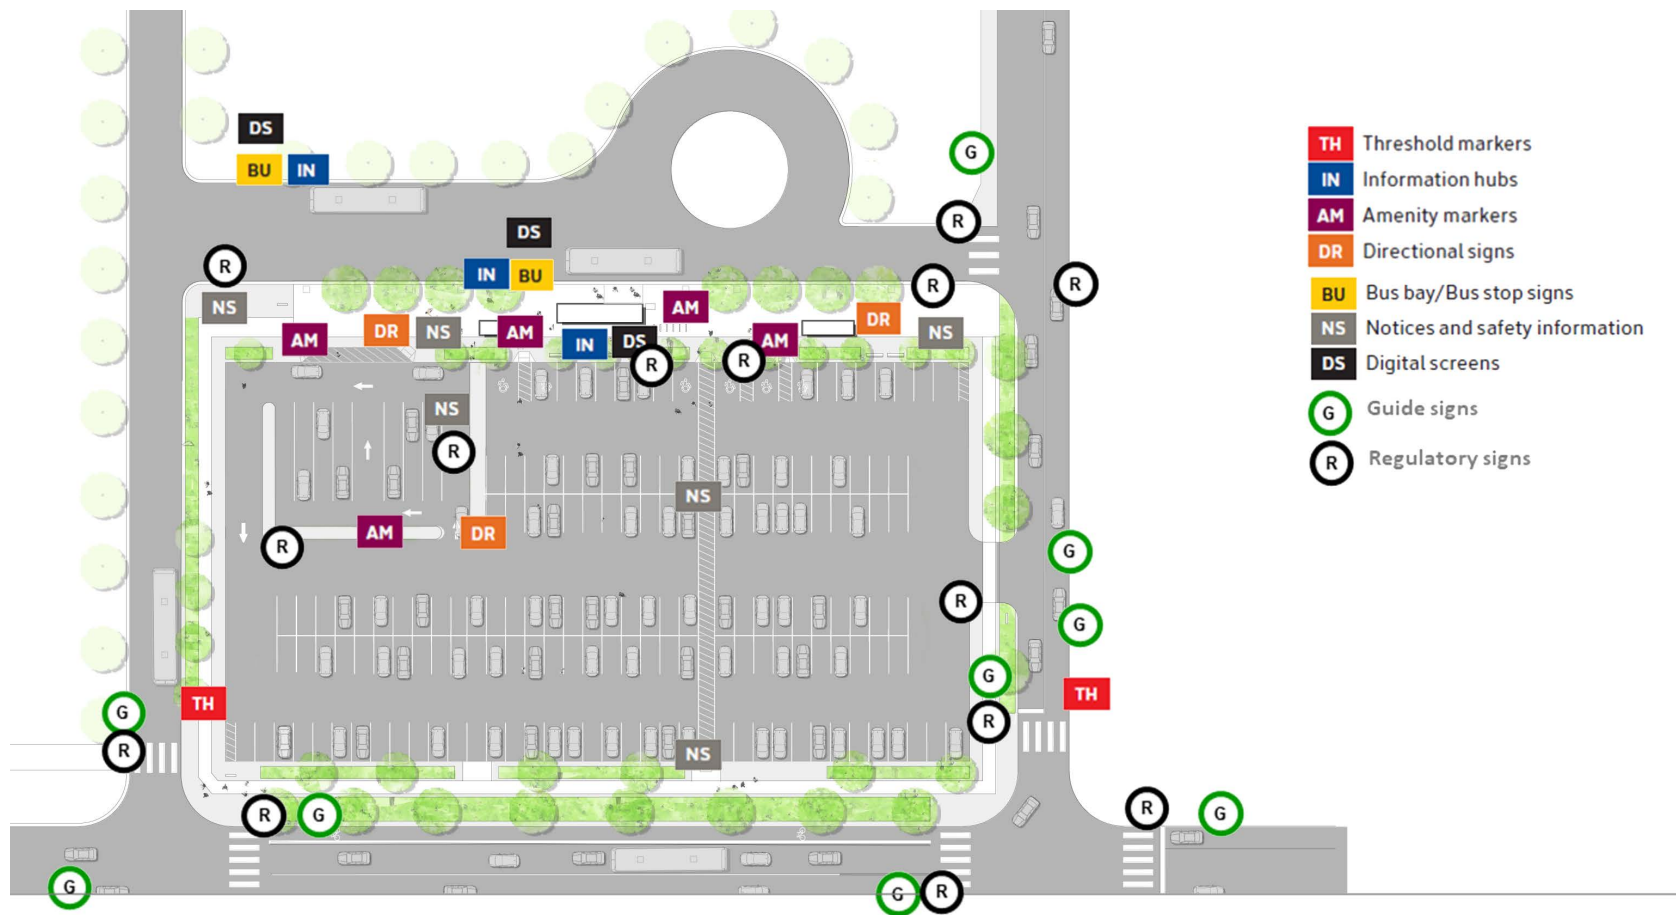 DS
BU IN
G
R
DS
IN BU
R
R
R
NS
AM
AM
DR
NS
AM
IN
DS
R
R
AM
DR
NS
NS
R
NS
AM
DR
R
G
R
G
G
R
TH
TH
G
R
NS
R
G
R
G
G
G
R
TH Threshold markers
IN Information hubs
AM Amenity markers
DR Directional signs
BU Bus bay/Bus stop signs
NS Notices and safety information
DS Digital screens
G Guide signs
R Regulatory signs